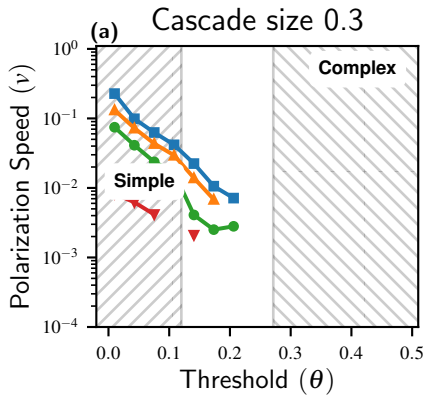 (a) Cascade size 0.3
Polarization Speed (ν)
10⁰
10⁻¹
10⁻²
10⁻³
10⁻⁴
Complex
Simple
0.0 0.1 0.2 0.3 0.4 0.5
Threshold (θ)